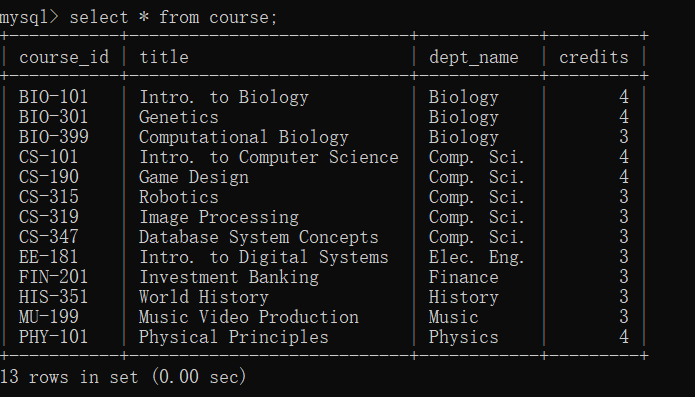 mysql> select * from course;
+-----------+----------------------------+------------+---------+
| course_id | title                      | dept_name  | credits |
+-----------+----------------------------+------------+---------+
| BIO-101   | Intro. to Biology          | Biology    |       4 |
| BIO-301   | Genetics                   | Biology    |       4 |
| BIO-399   | Computational Biology      | Biology    |       3 |
| CS-101    | Intro. to Computer Science | Comp. Sci. |       4 |
| CS-190    | Game Design                | Comp. Sci. |       4 |
| CS-315    | Robotics                   | Comp. Sci. |       3 |
| CS-319    | Image Processing           | Comp. Sci. |       3 |
| CS-347    | Database System Concepts   | Comp. Sci. |       3 |
| EE-181    | Intro. to Digital Systems  | Elec. Eng. |       3 |
| FIN-201   | Investment Banking         | Finance    |       3 |
| HIS-351   | World History              | History    |       3 |
| MU-199    | Music Video Production     | Music      |       3 |
| PHY-101   | Physical Principles        | Physics    |       4 |
+-----------+----------------------------+------------+---------+
13 rows in set (0.00 sec)